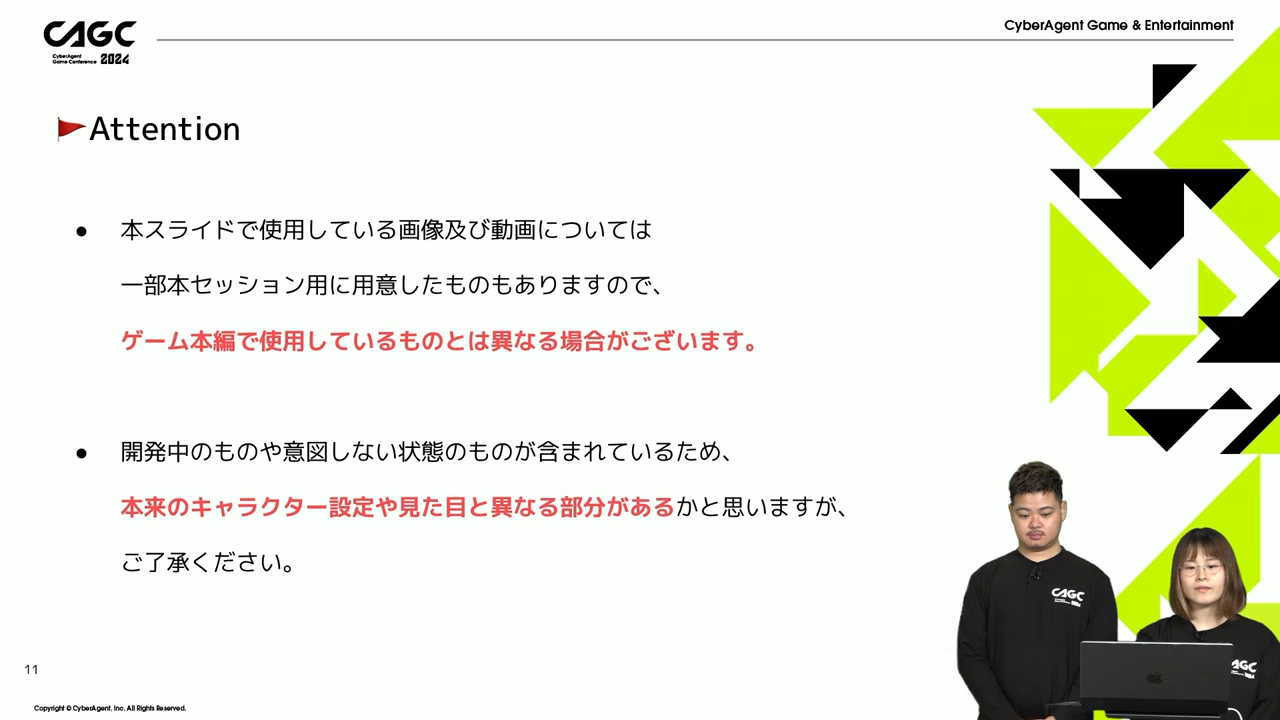 CAGC
CyberAgent
Game Conference 2024
CyberAgent Game & Entertainment
Attention
● 本スライドで使用している画像及び動画については
一部本セッション用に用意したものもありますので、
ゲーム本編で使用しているものとは異なる場合がございます。
● 開発中のものや意図しない状態のものが含まれているため、
本来のキャラクター設定や見た目と異なる部分があるかと思いますが、
ご了承ください。
CAGC
2024
AGC
2024
11
Copyright © CyberAgent, Inc. All Rights Reserved.